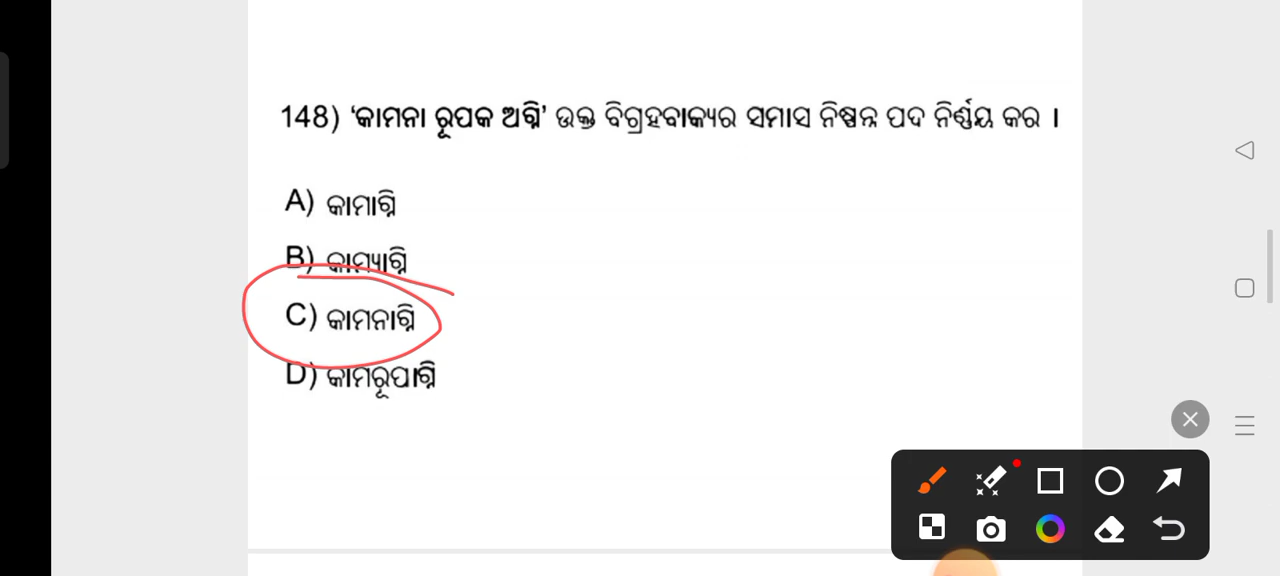 148) ‘କାମନା ରୂପକ ଅଗ୍ନି’ ଉକ୍ତ ବିଗ୍ରହବାକ୍ୟର ସମାସ ନିଷ୍ପନ୍ନ ପଦ ନିର୍ଣ୍ଣୟ କର ।
A) କାମାଗ୍ନି
B) କାମ୍ୟାଗ୍ନି
C) କାମନାଗ୍ନି
D) କାମରୂପାଗ୍ନି